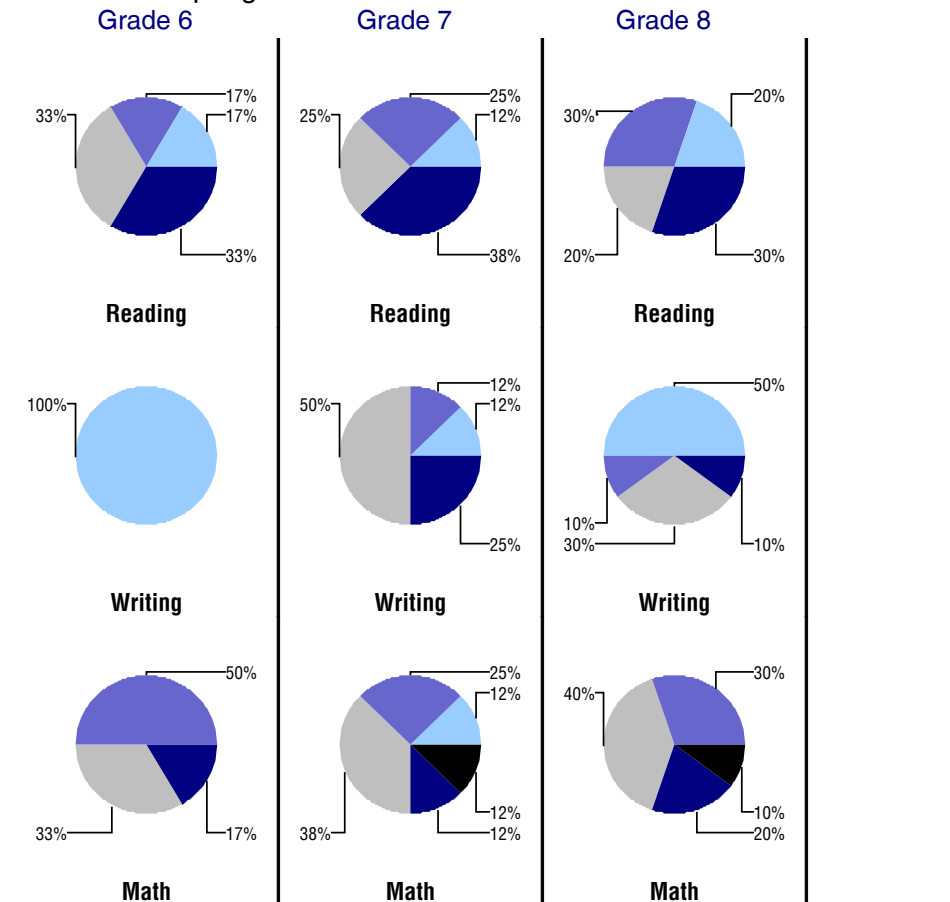 Grade 6 Grade 7 Grade 8
17% 25% 20%
33% 17% 25% 12% 30%
33% 38% 20% 30%
Reading Reading Reading
12% 50%
100% 50% 12%
10%
25% 30% 10%
Writing Writing Writing
50% 25% 30%
12% 40%
12% 10%
33% 17% 38% 12% 20%
Math Math Math